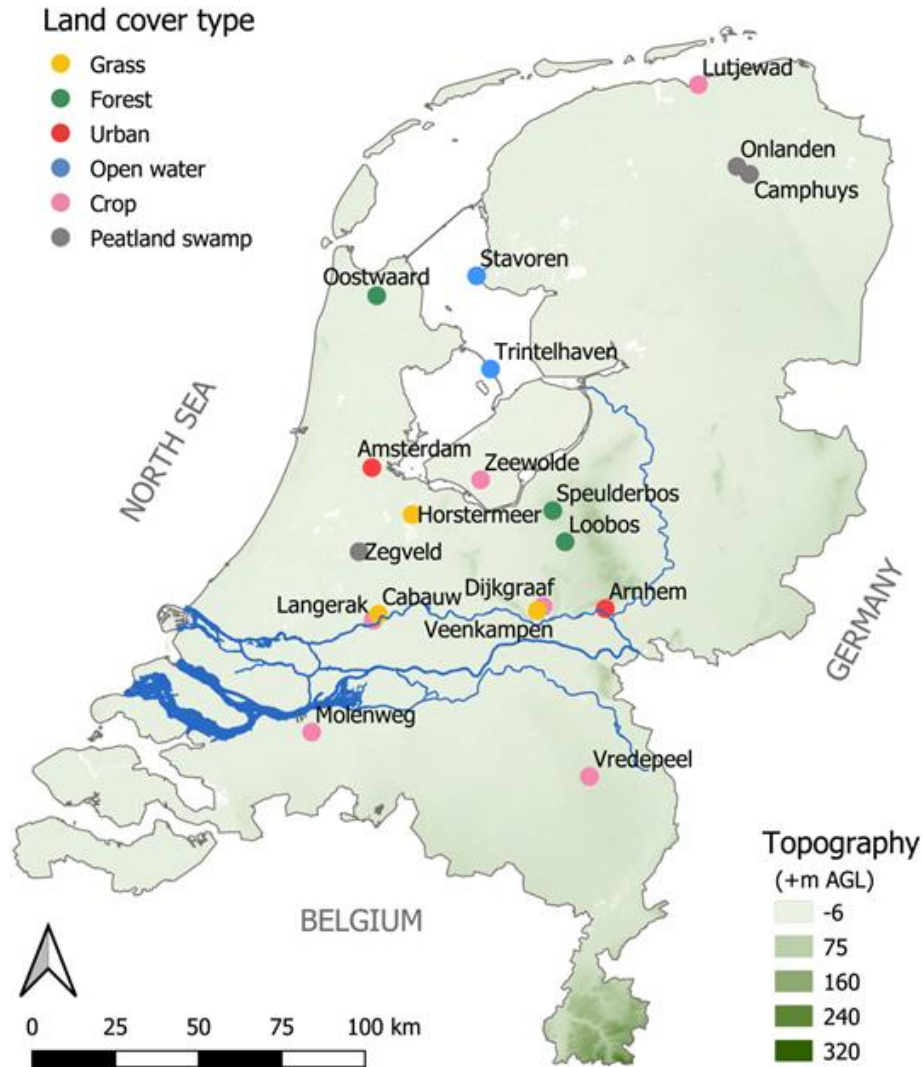 Land cover type
Grass
Forest
Urban
Open water
Crop
Peatland swamp
Lutjewad
Onlanden
Camphuys
Stavoren
Oostwaard
Trintelhaven
NORTH SEA
Amsterdam
Zeewolde
Speulderbos
Horstermeer
Loobos
Zegveld
Dijkgraaf
Arnhem
Cabauw
Langerak
Veenkampen
GERMANY
Molenweg
Vredepeel
BELGIUM
Topography
(+m AGL)
-6
75
160
240
320
0 25 50 75 100 km